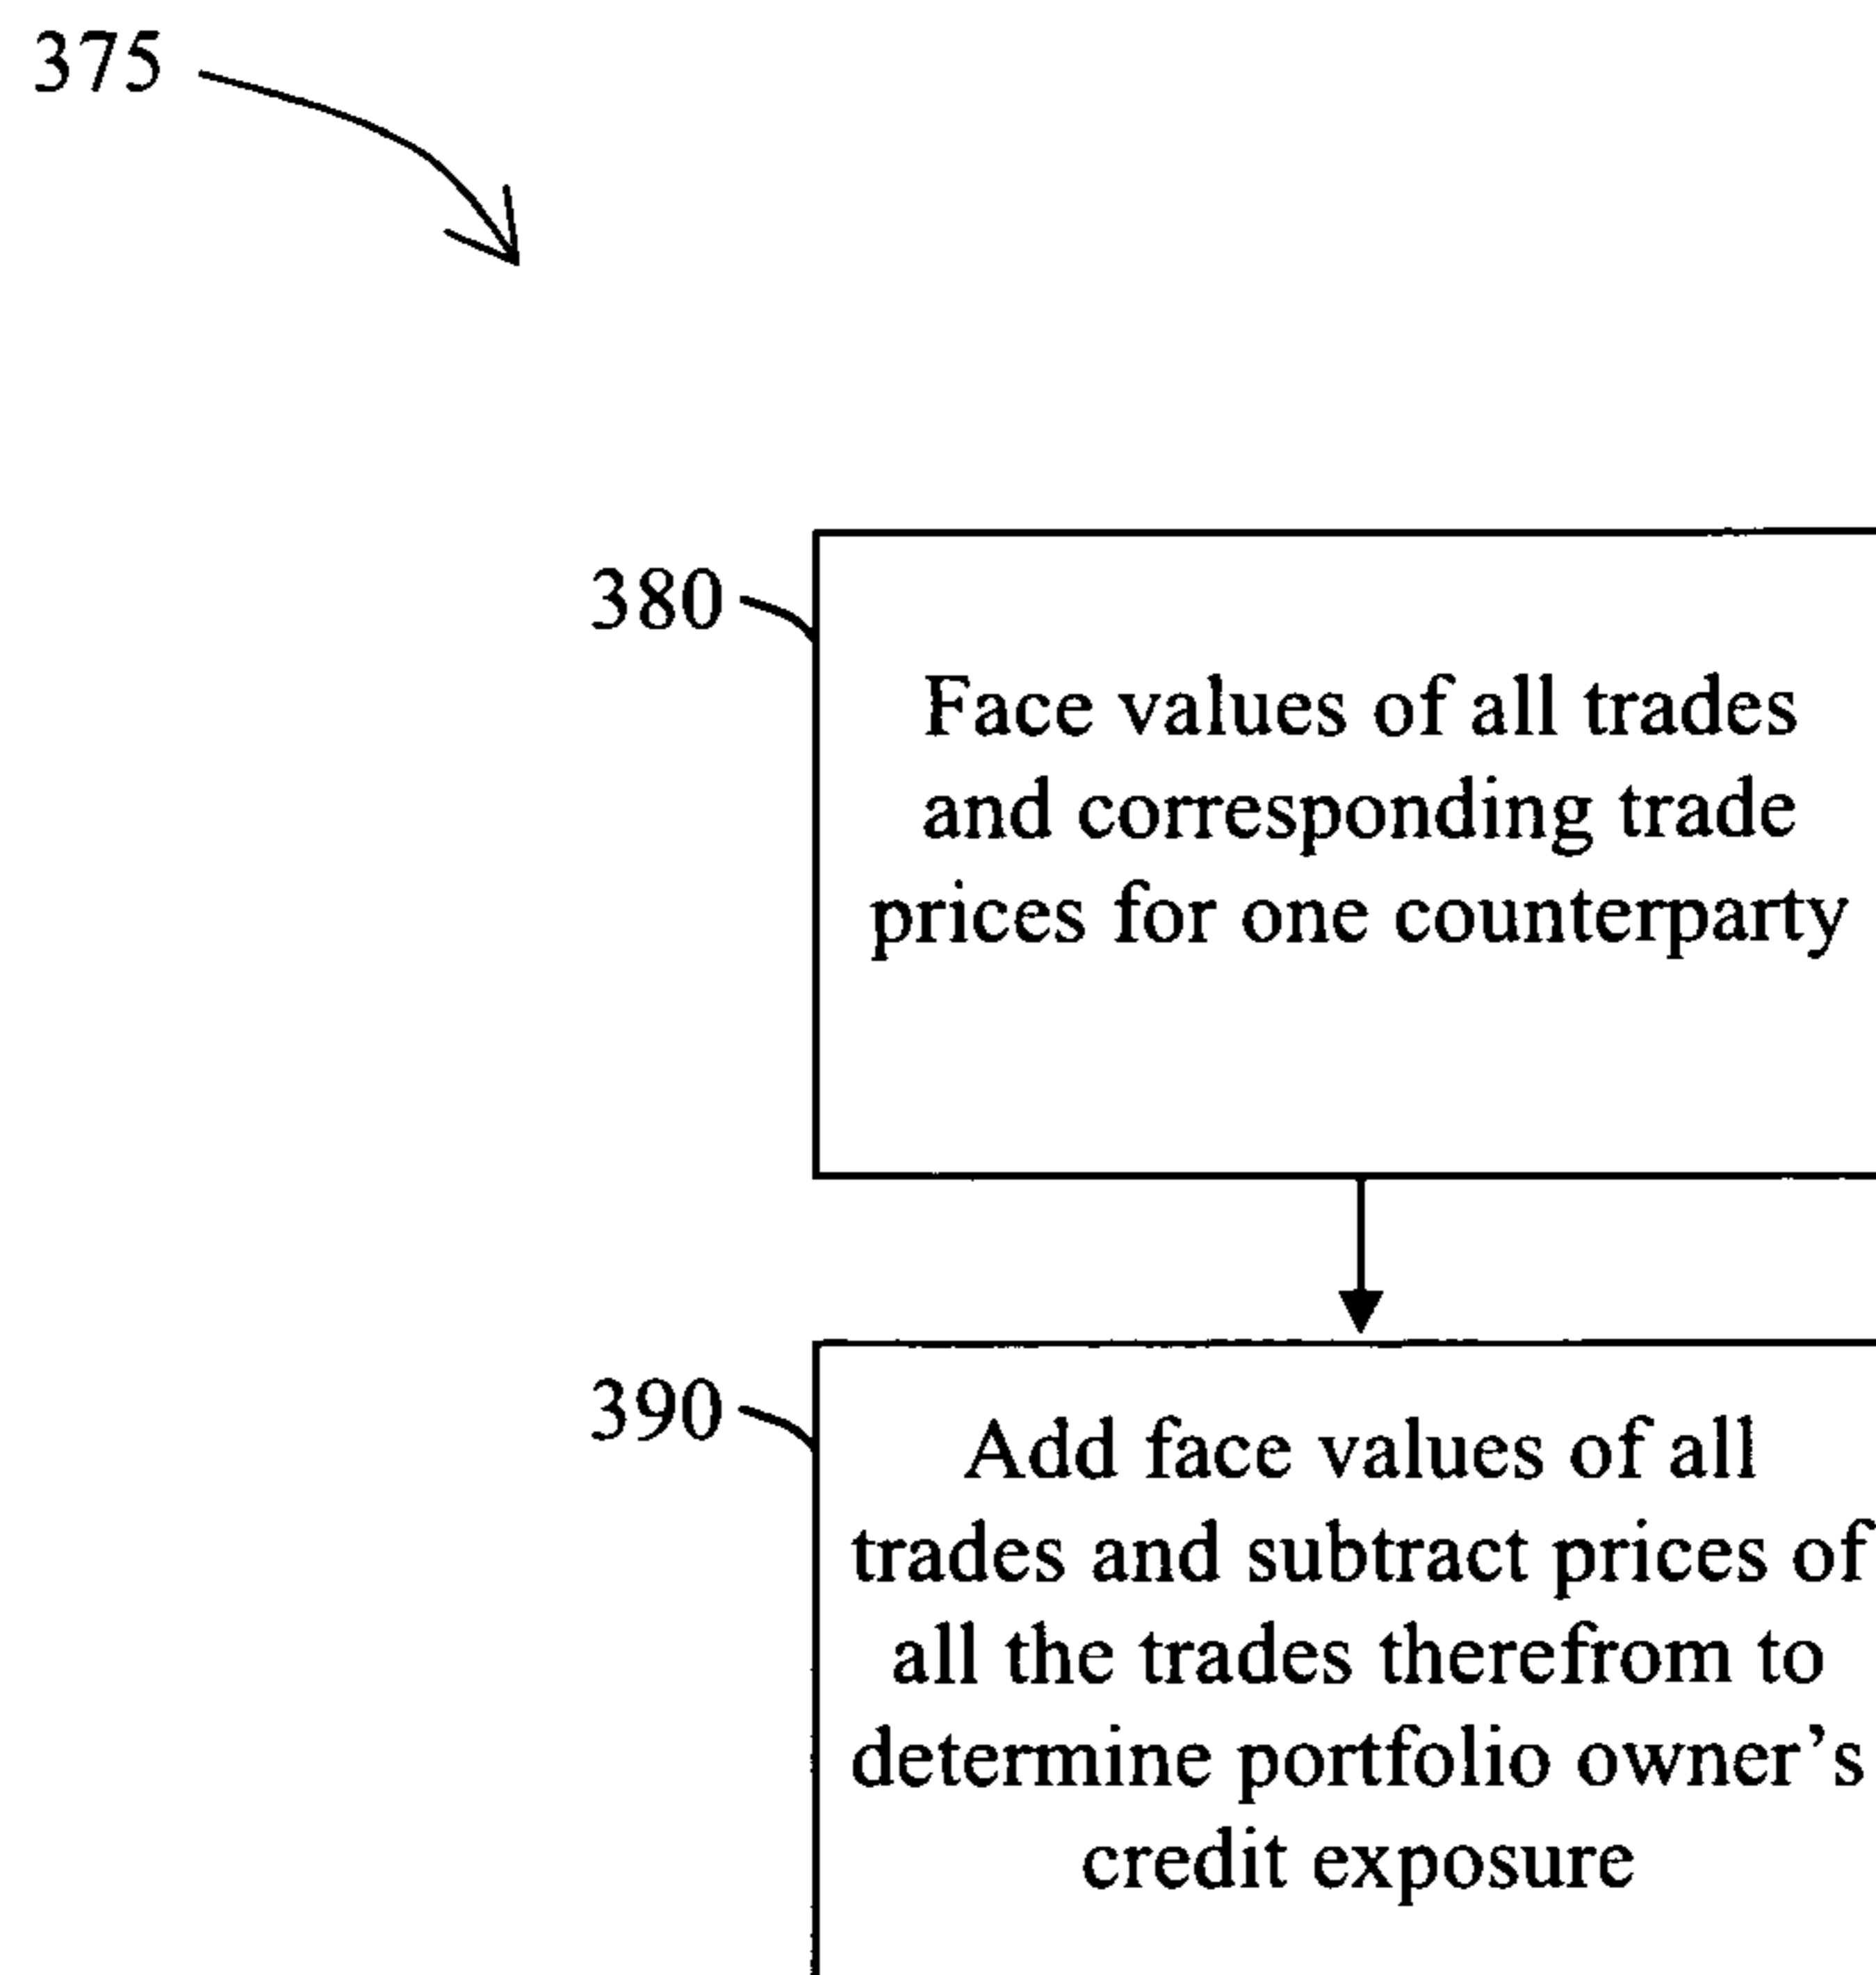 375
380
Face values of all trades
and corresponding trade
prices for one counterparty
390
Add face values of all
trades and subtract prices of
all the trades therefrom to
determine portfolio owner’s
credit exposure